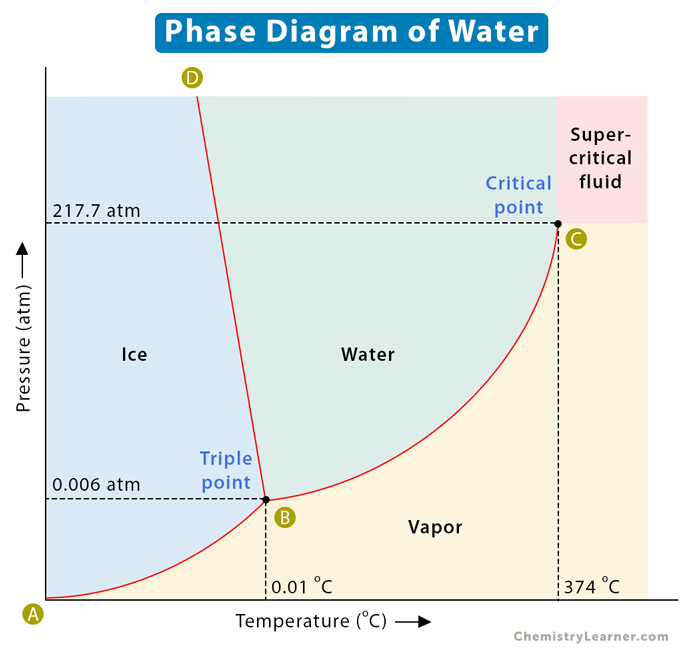 Phase Diagram of Water
D
Super-
critical
fluid
Critical
point
217.7 atm
C
Pressure (atm)
Ice
Water
Triple
point
0.006 atm
B
Vapor
0.01 °C
374 °C
A
Temperature (°C)
ChemistryLearner.com